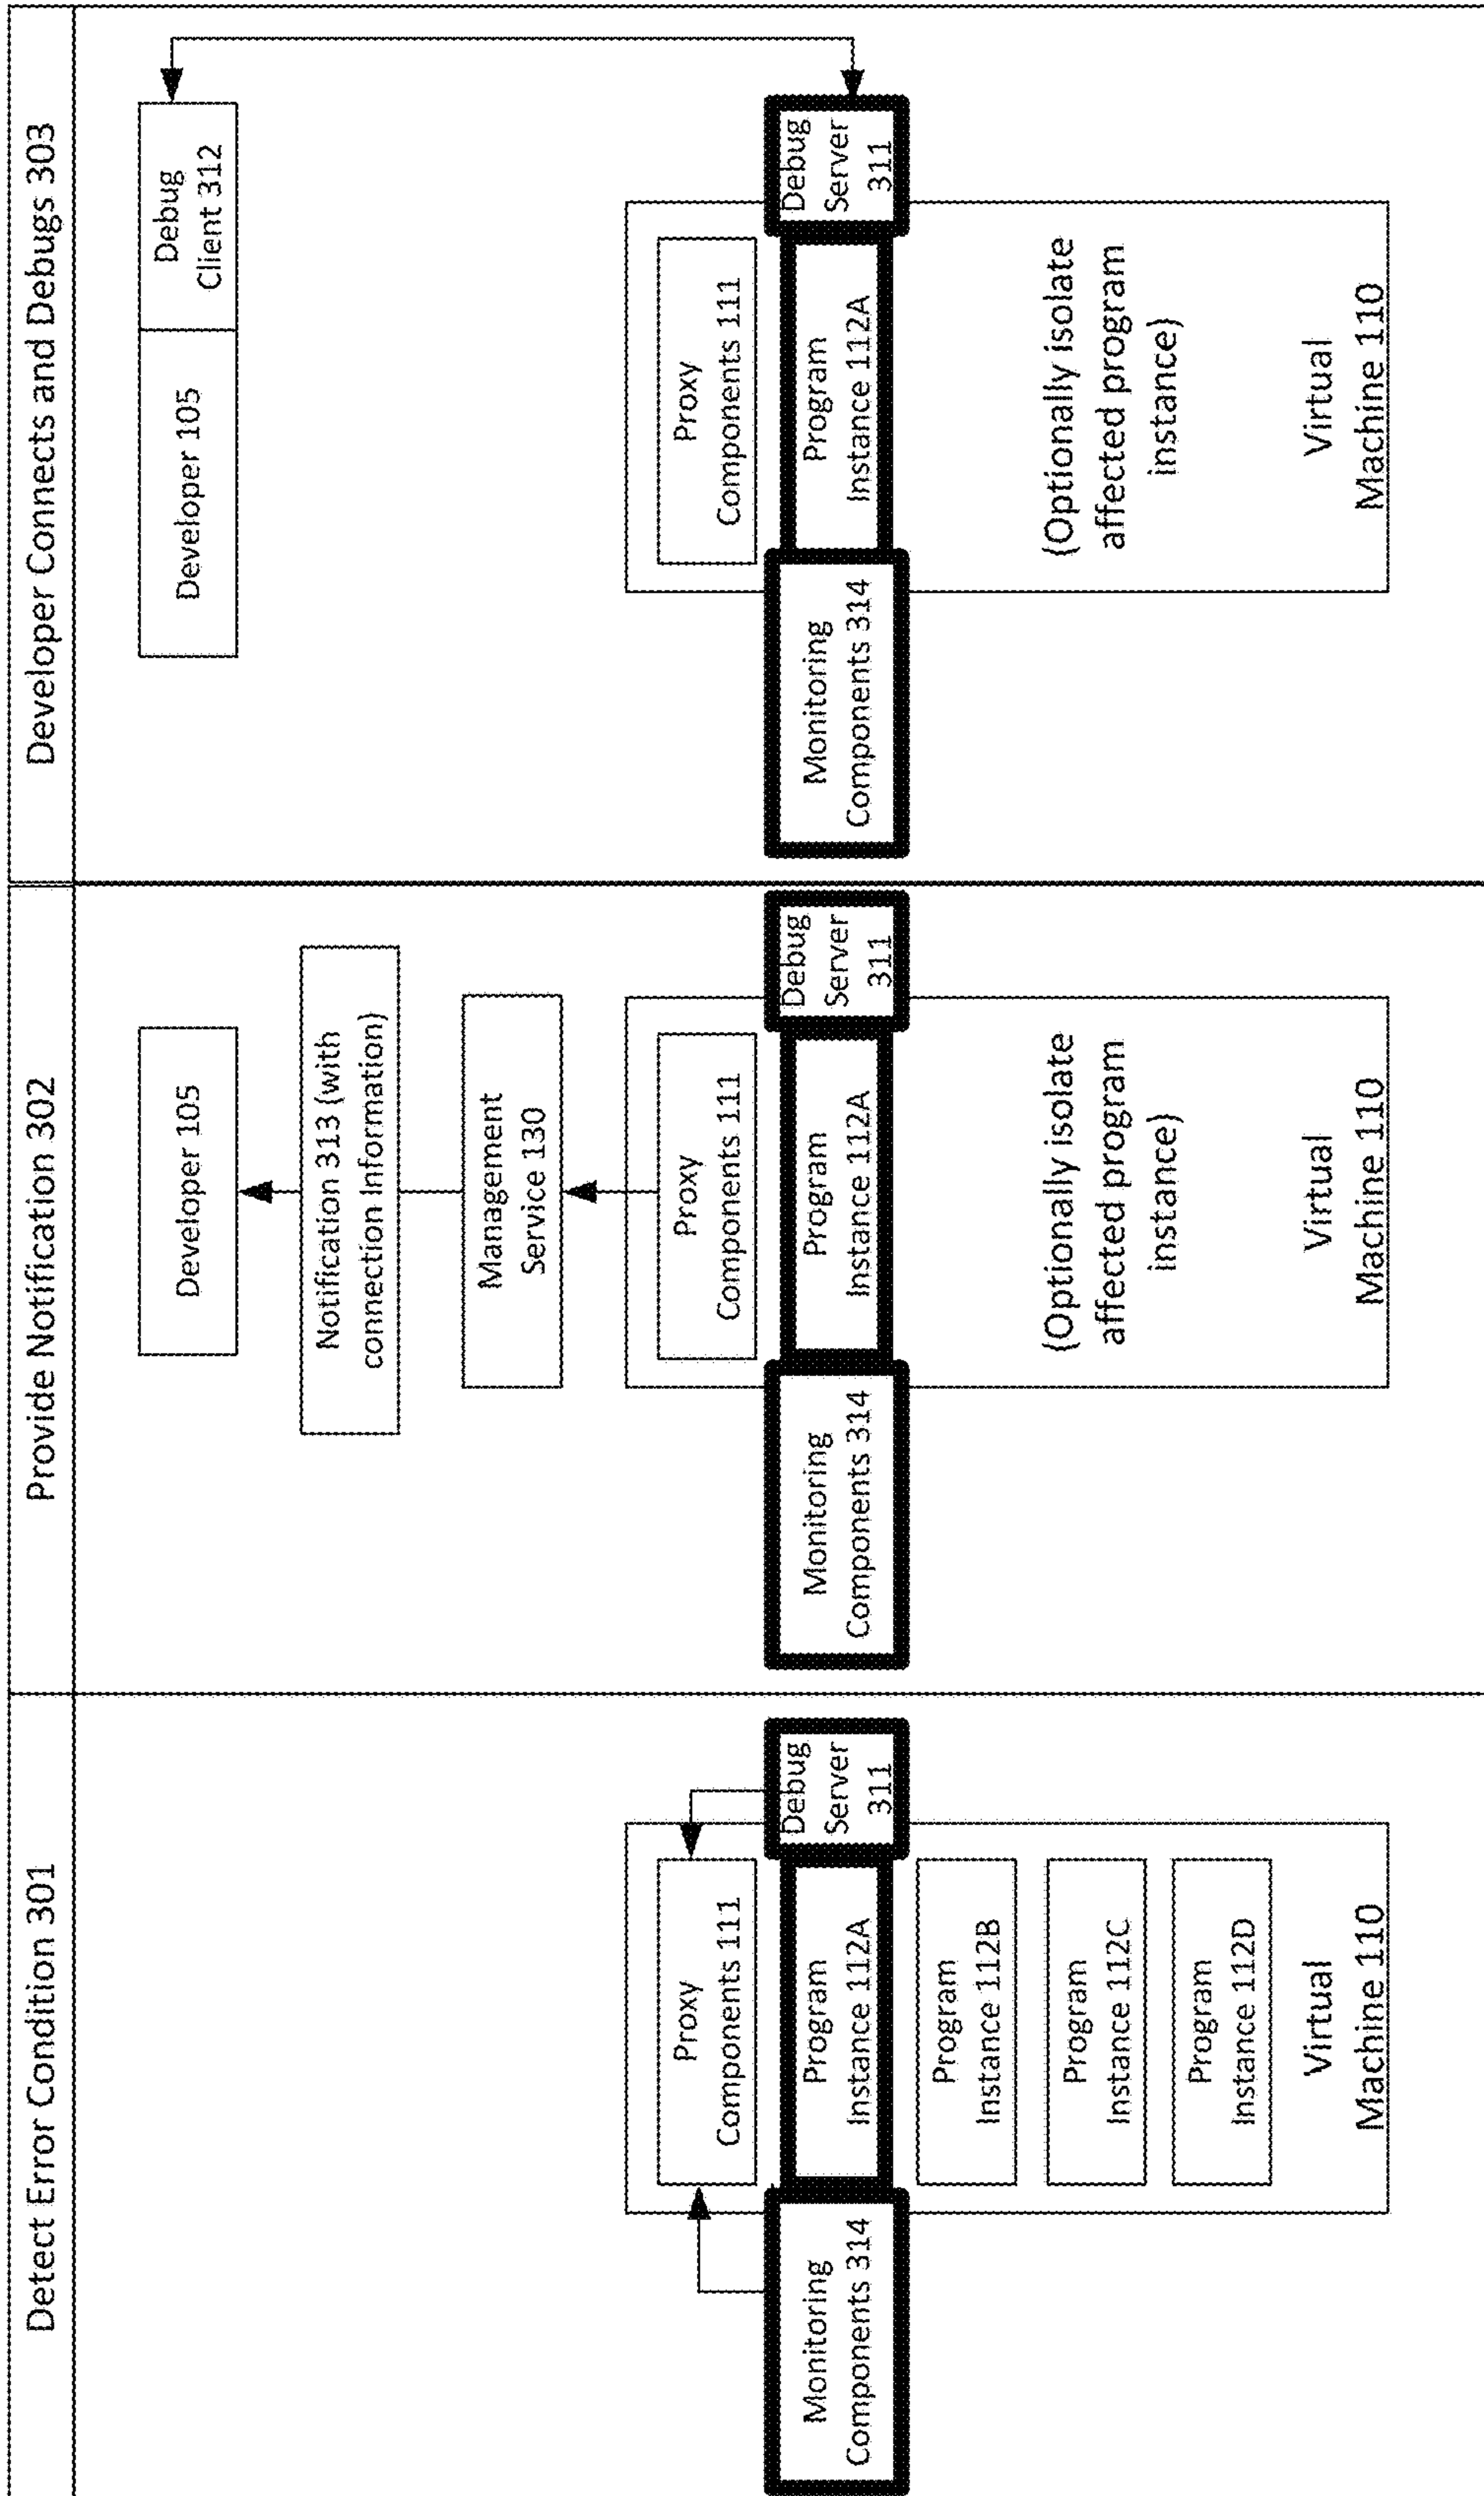 Detect Error Condition 301
Proxy
Components 111
Monitoring
Components 314
Program
Instance 112A
Debug
Server
311
Program
Instance 112B
Program
Instance 112C
Program
Instance 112D
Virtual
Machine 110
Provide Notification 302
Developer 105
Notification 313 (with
connection information)
Management
Service 130
Proxy
Components 111
Monitoring
Components 314
Program
Instance 112A
Debug
Server
311
(Optionally isolate
affected program
instance)
Virtual
Machine 110
Developer Connects and Debugs 303
Developer 105
Debug
Client 312
Proxy
Components 111
Monitoring
Components 314
Program
Instance 112A
Debug
Server
311
(Optionally isolate
affected program
instance)
Virtual
Machine 110